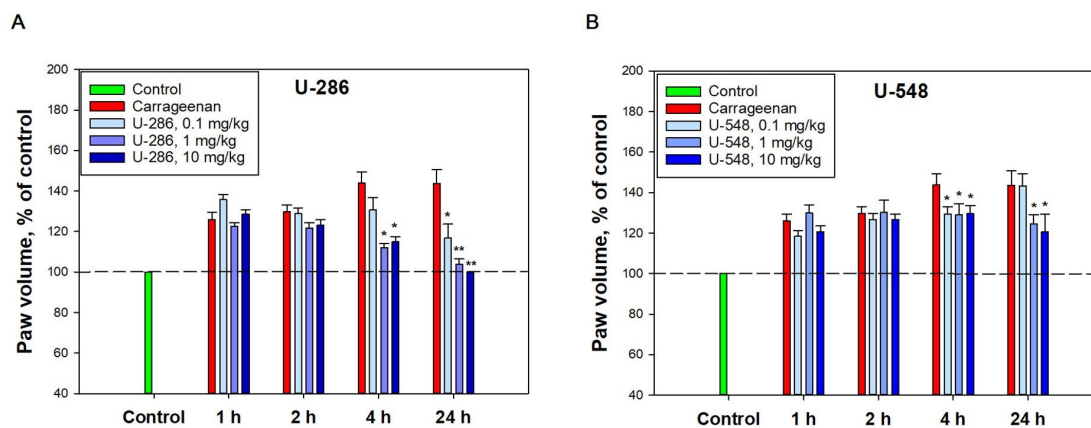 A
U-286
Control
Carrageenan
U-286, 0.1 mg/kg
U-286, 1 mg/kg
U-286, 10 mg/kg
Paw volume, % of control
200
180
160
140
120
100
80
60
40
* * * ** **
Control 1 h 2 h 4 h 24 h
B
U-548
Control
Carrageenan
U-548, 0.1 mg/kg
U-548, 1 mg/kg
U-548, 10 mg/kg
Paw volume, % of conrol
200
180
160
140
120
100
80
60
40
* * * * *
Control 1 h 2 h 4 h 24 h